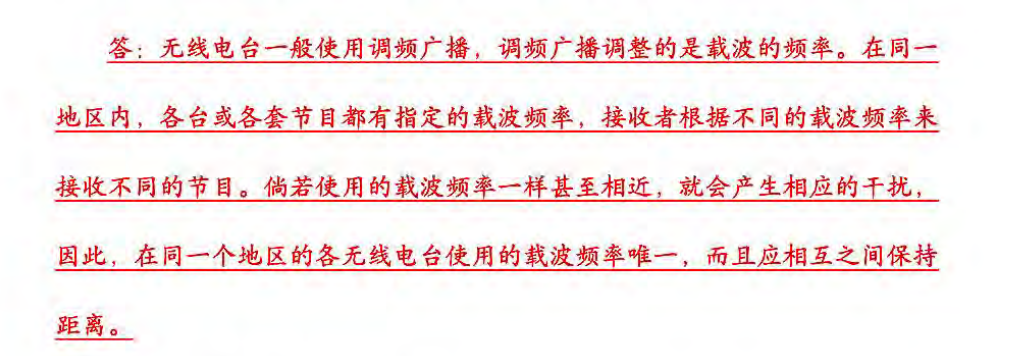 答：无线电台一般使用调频广播，调频广播调整的是载波的频率。在同一
地区内，各台或各套节目都有指定的载波频率，接收者根据不同的载波频率来
接收不同的节目。倘若使用的载波频率一样甚至相近，就会产生相应的干扰，
因此，在同一个地区的各无线电台使用的载波频率唯一，而且应相互之间保持
距离。